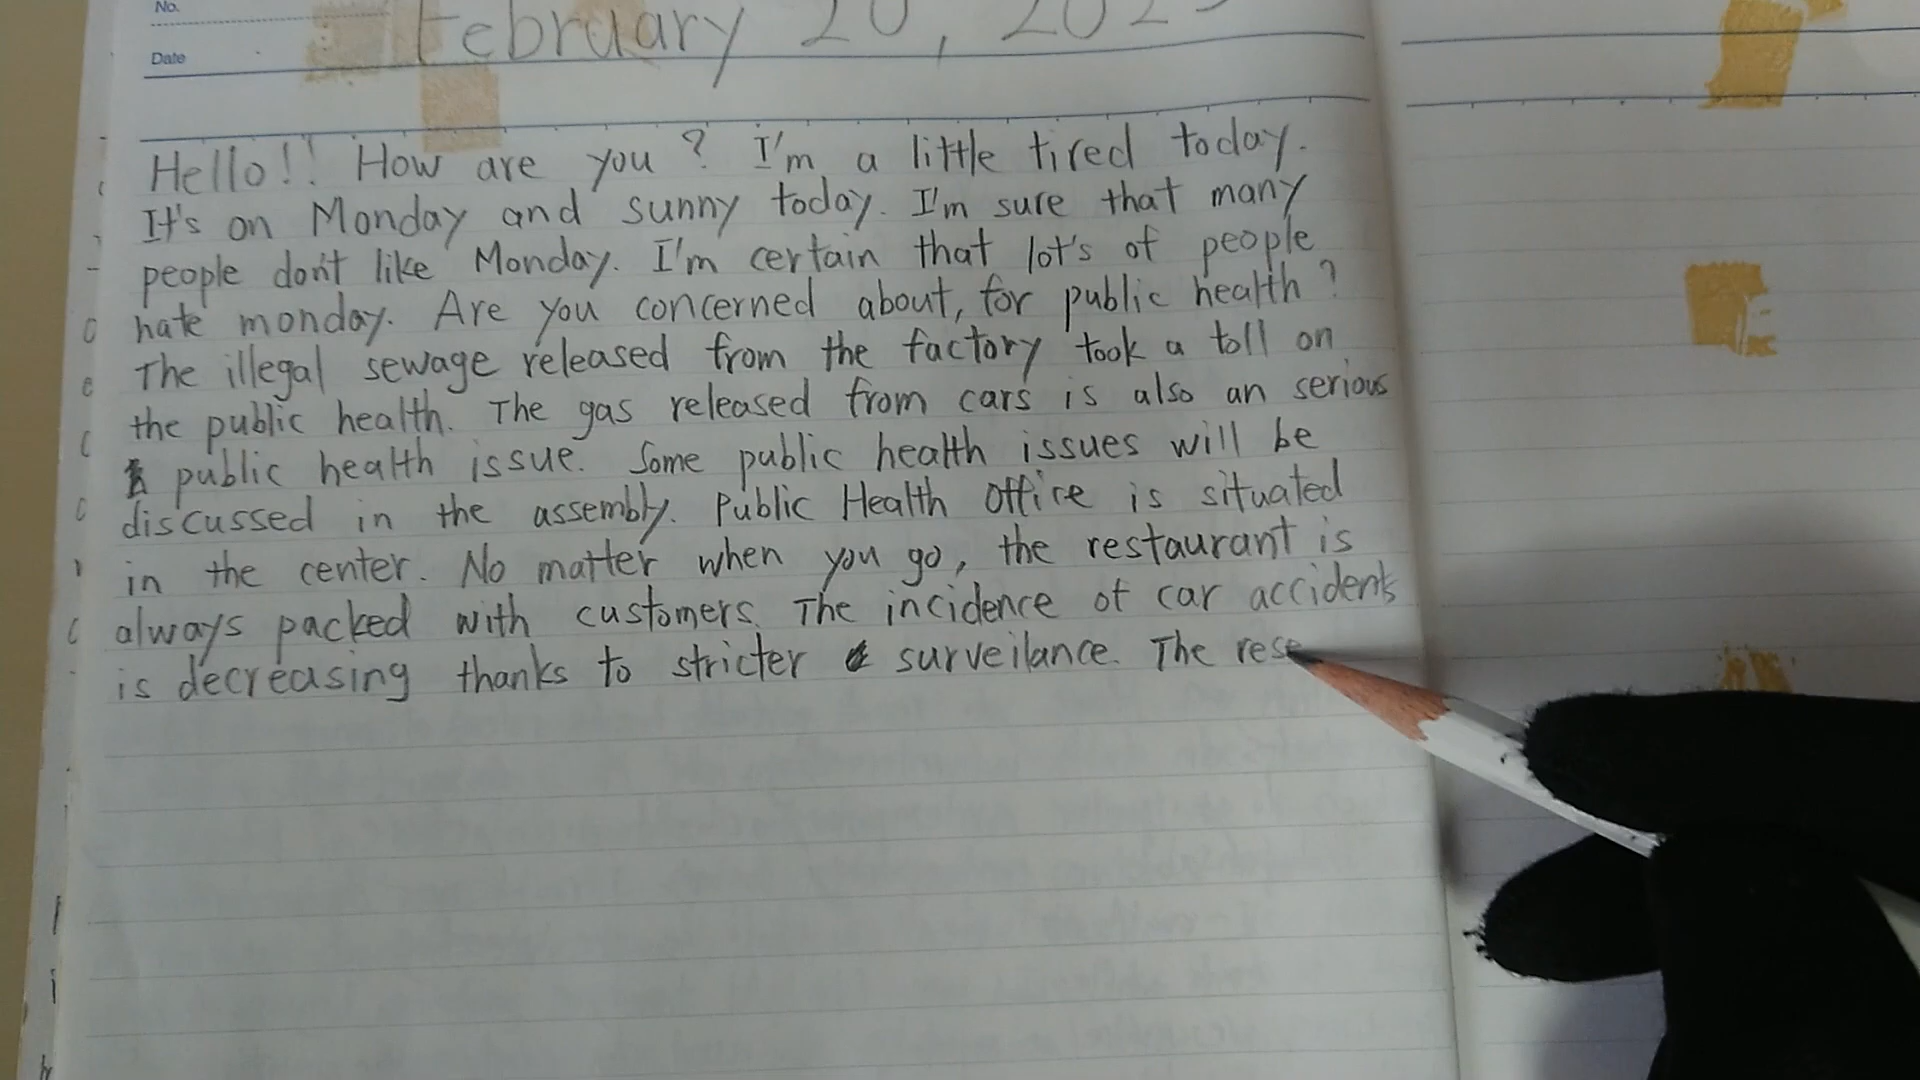 No.
Date
February 20, 202
Hello!! How are you? I'm a little tired today.
It's on Monday and sunny today. I'm sure that many
people don't like Monday. I'm certain that lot's of people
hate monday. Are you concerned about, for public health?
The illegal sewage released from the factory took a toll on
the public health. The gas released from cars is also an serious
public health issue. Some public health issues will be
discussed in the assembly. Public Health Office is situated
in the center. No matter when you go, the restaurant is
always packed with customers. The incidence of car accidents
is decreasing thanks to stricter surveilance. The rese